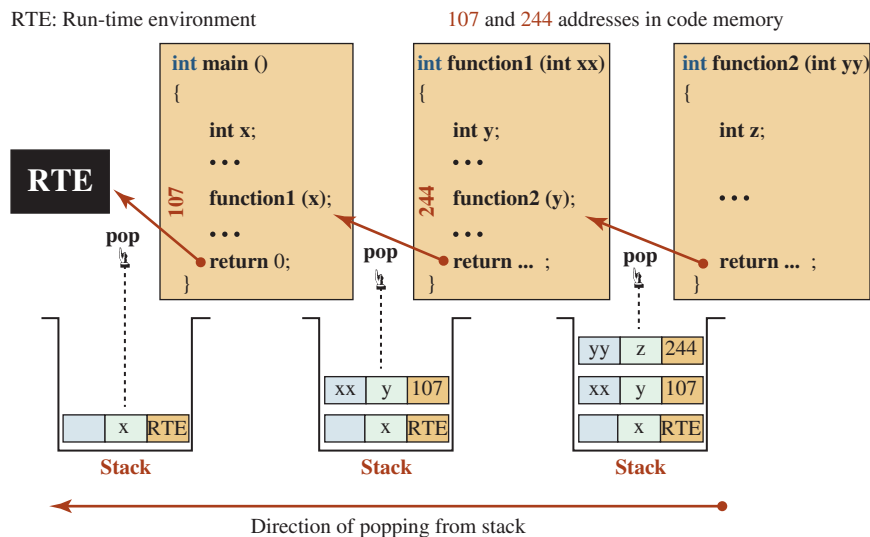 RTE: Run-time environment
107 and 244 addresses in code memory
int main ()
{
int x;
...
107
function1 (x);
...
return 0;
}
int function1 (int xx)
{
int y;
...
244
function2 (y);
...
return ... ;
}
int function2 (int yy)
{
int z;
...
return ... ;
}
RTE
pop
pop
pop
x RTE
Stack
xx y 107
x RTE
Stack
yy z 244
xx y 107
x RTE
Stack
Direction of popping from stack